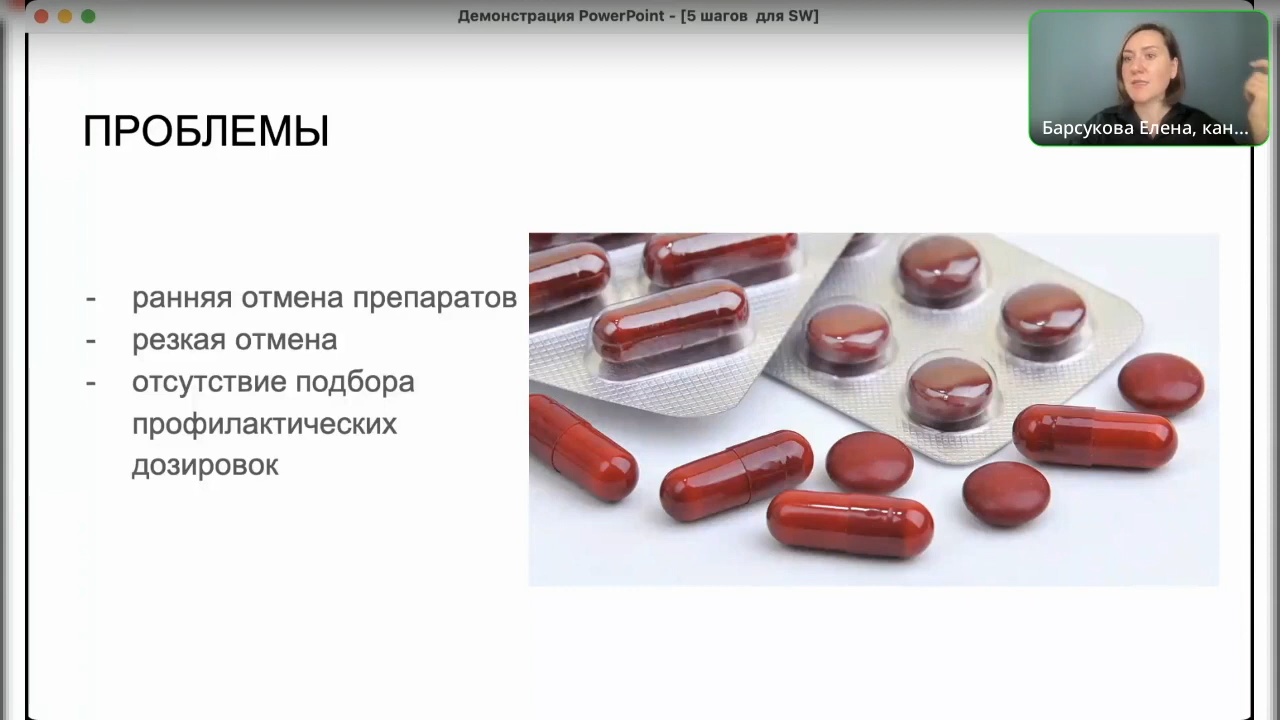 Демонстрация PowerPoint - [5 шагов для SW]
Барсукова Елена, кан...
ПРОБЛЕМЫ
- ранняя отмена препаратов
- резкая отмена
- отсутствие подбора
профилактических
дозировок